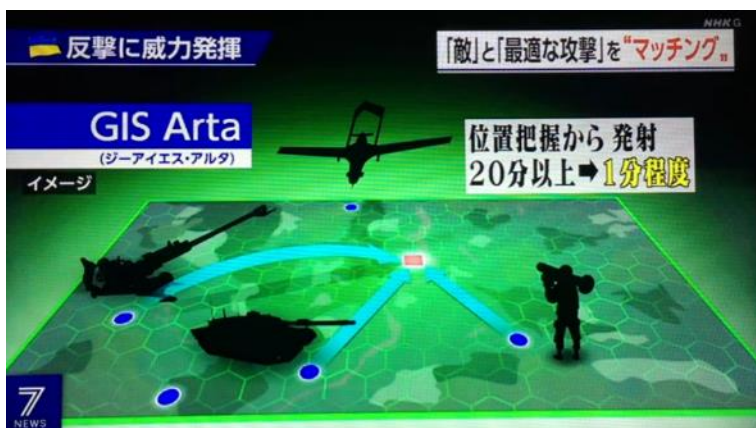 NHK G
反撃に威力発揮
「敵」と「最適な攻撃」を“マッチング„
GIS Arta
(ジーアイエス・アルタ)
イメージ
位置把握から 発射
20分以上➡1分程度
7
NEWS